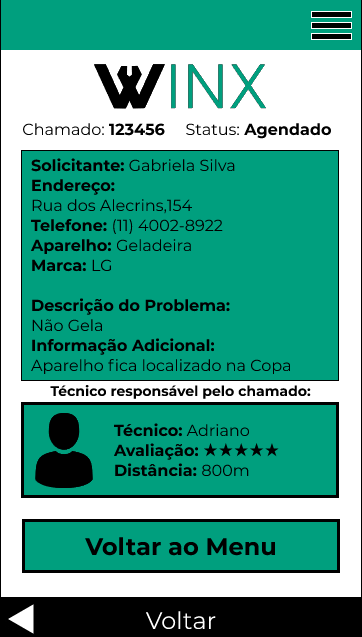 WINX
Chamado: 123456 Status: Agendado
Solicitante: Gabriela Silva
Endereço:
Rua dos Alecrins,154
Telefone: (11) 4002-8922
Aparelho: Geladeira
Marca: LG
Descrição do Problema:
Não Gela
Informação Adicional:
Aparelho fica localizado na Copa
Técnico responsável pelo chamado:
Técnico: Adriano
Avaliação: ★★★★★
Distância: 800m
Voltar ao Menu
Voltar